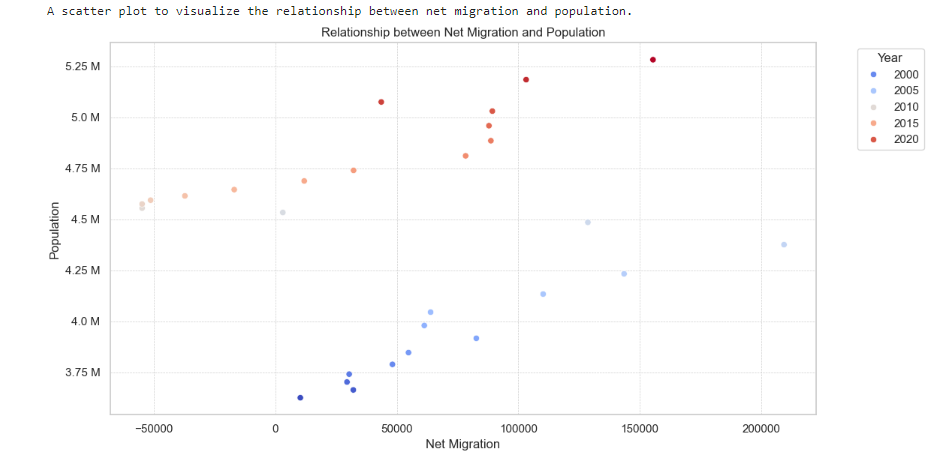 A scatter plot to visualize the relationship between net migration and population.
Relationship between Net Migration and Population
Year
2000
2005
2010
2015
2020
5.25 M
5.0 M
4.75 M
4.5 M
4.25 M
4.0 M
3.75 M
Population
−50000
0
50000
100000
150000
200000
Net Migration